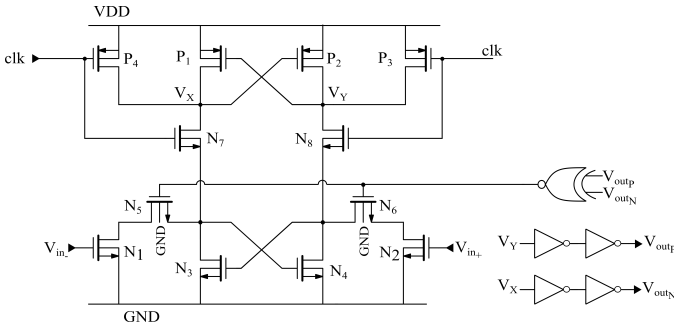 VDD
clk
P4
P1
P2
P3
clk
VX
VY
N7
N8
N5
GND
N6
GND
VoutP
VoutN
Vin-
N1
N3
N4
N2
Vin+
VY
VoutP
VX
VoutN
GND